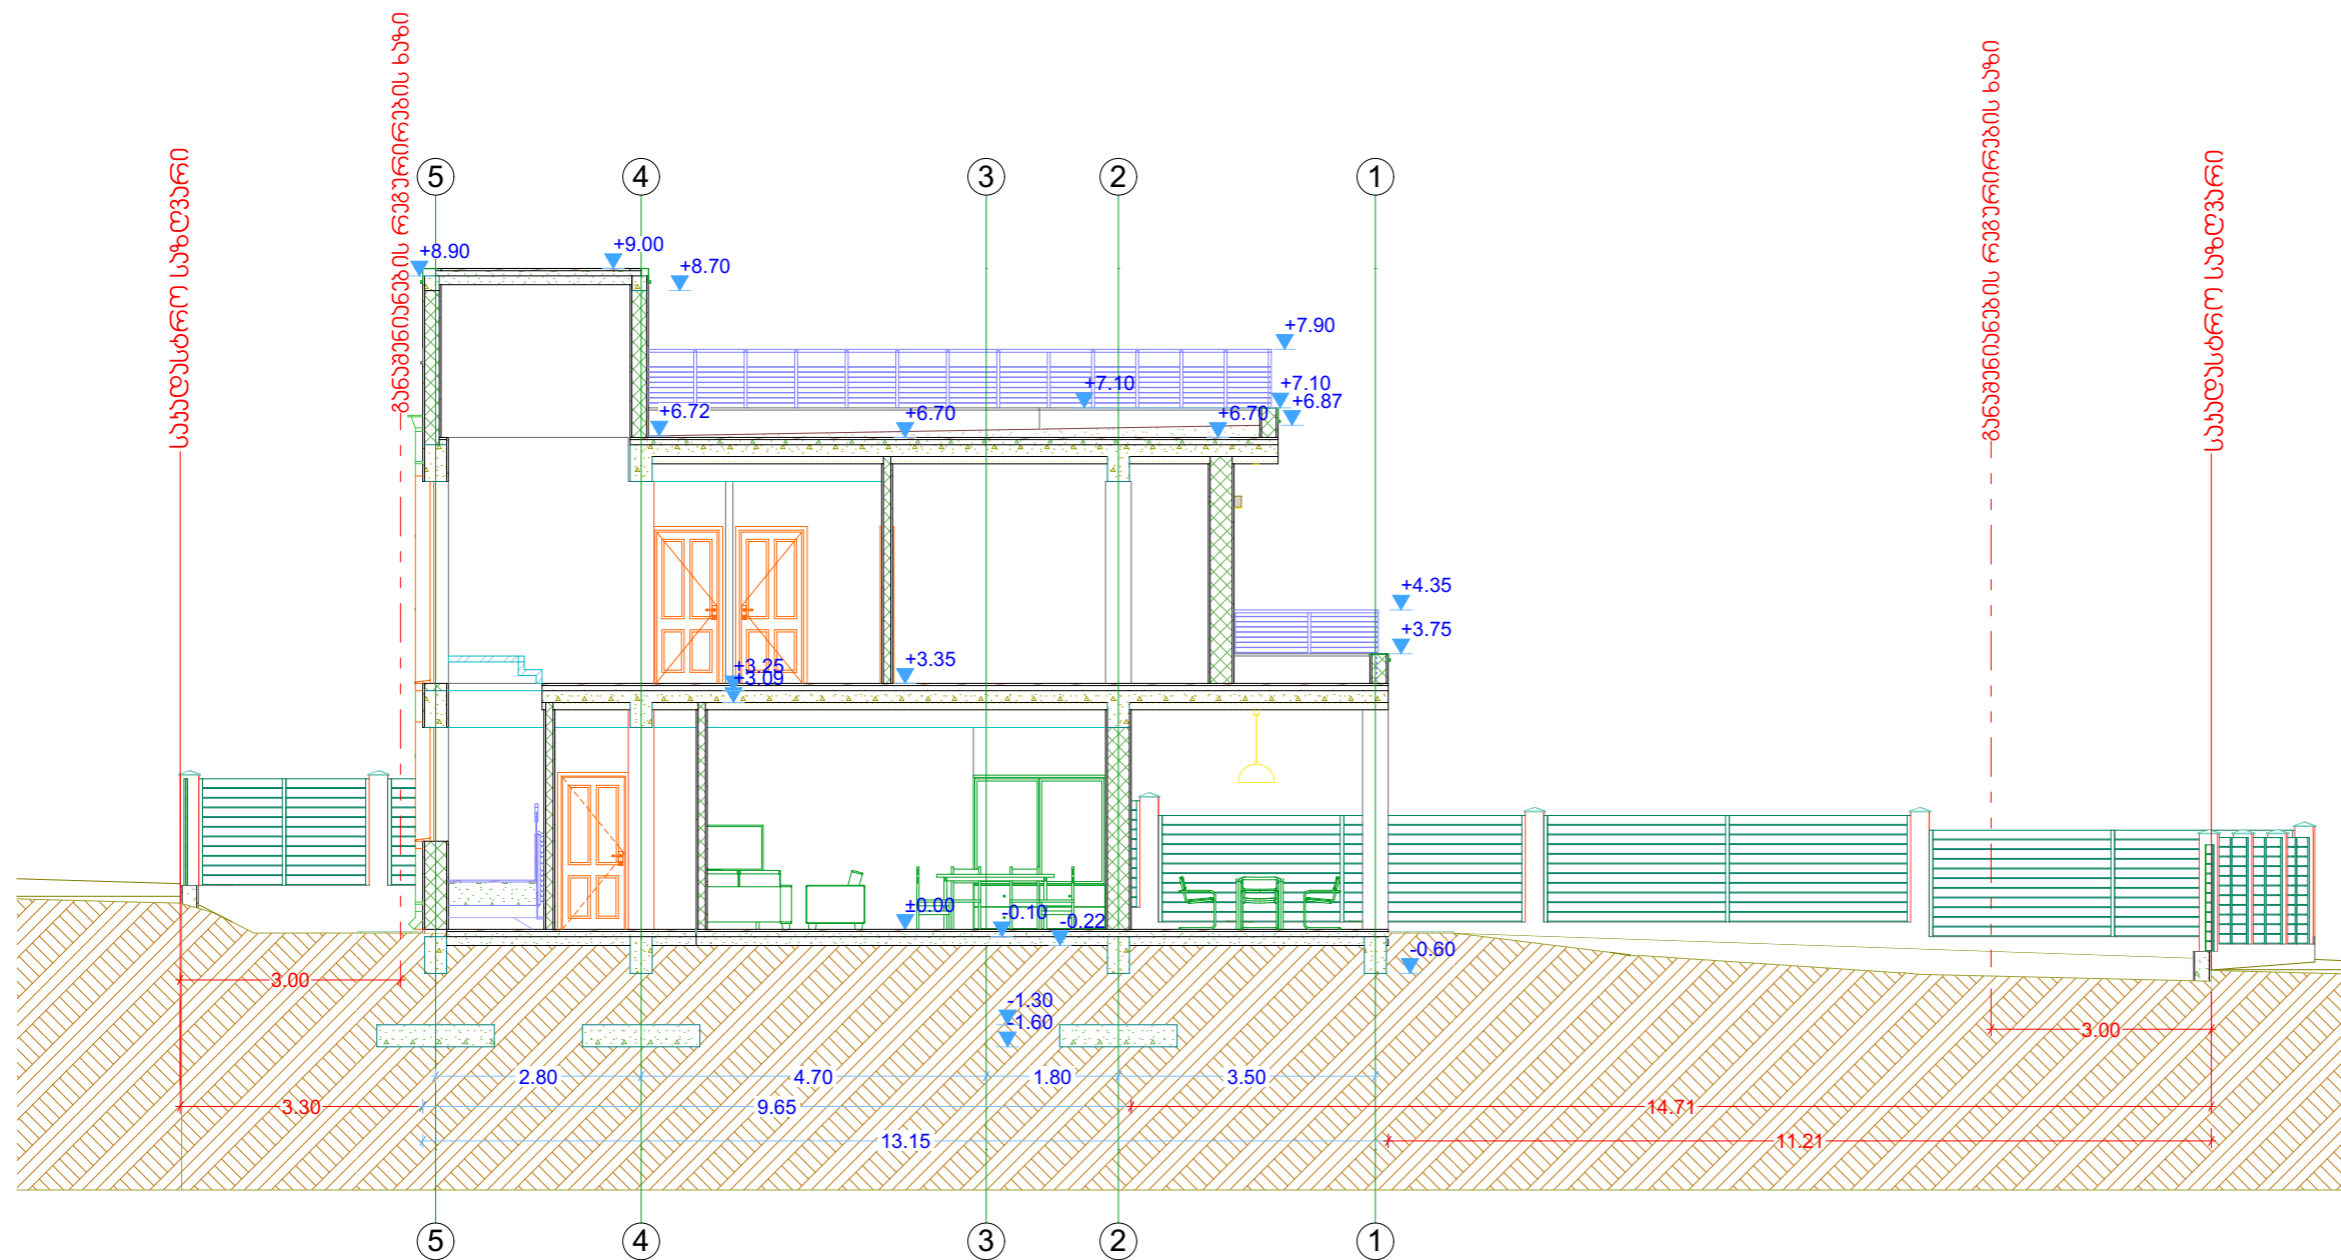 განაშენიანების რეგულირების ხაზი
განაშენიანების რეგულირების ხაზი
საკადასტრო საზღვარი
საკადასტრო საზღვარი
5 4 3 2 1
+8.90 +9.00
+8.70
+7.90
+7.10 +7.10
+6.87
+6.72 +6.70 +6.70
+4.35
+3.75
+3.25 +3.35
+3.09
±0.00 -0.10 -0.22
-0.60
3.00
-1.30
-1.60 3.00
2.80 4.70 1.80 3.50
3.30 9.65 14.71
13.15 11.21
5 4 3 2 1